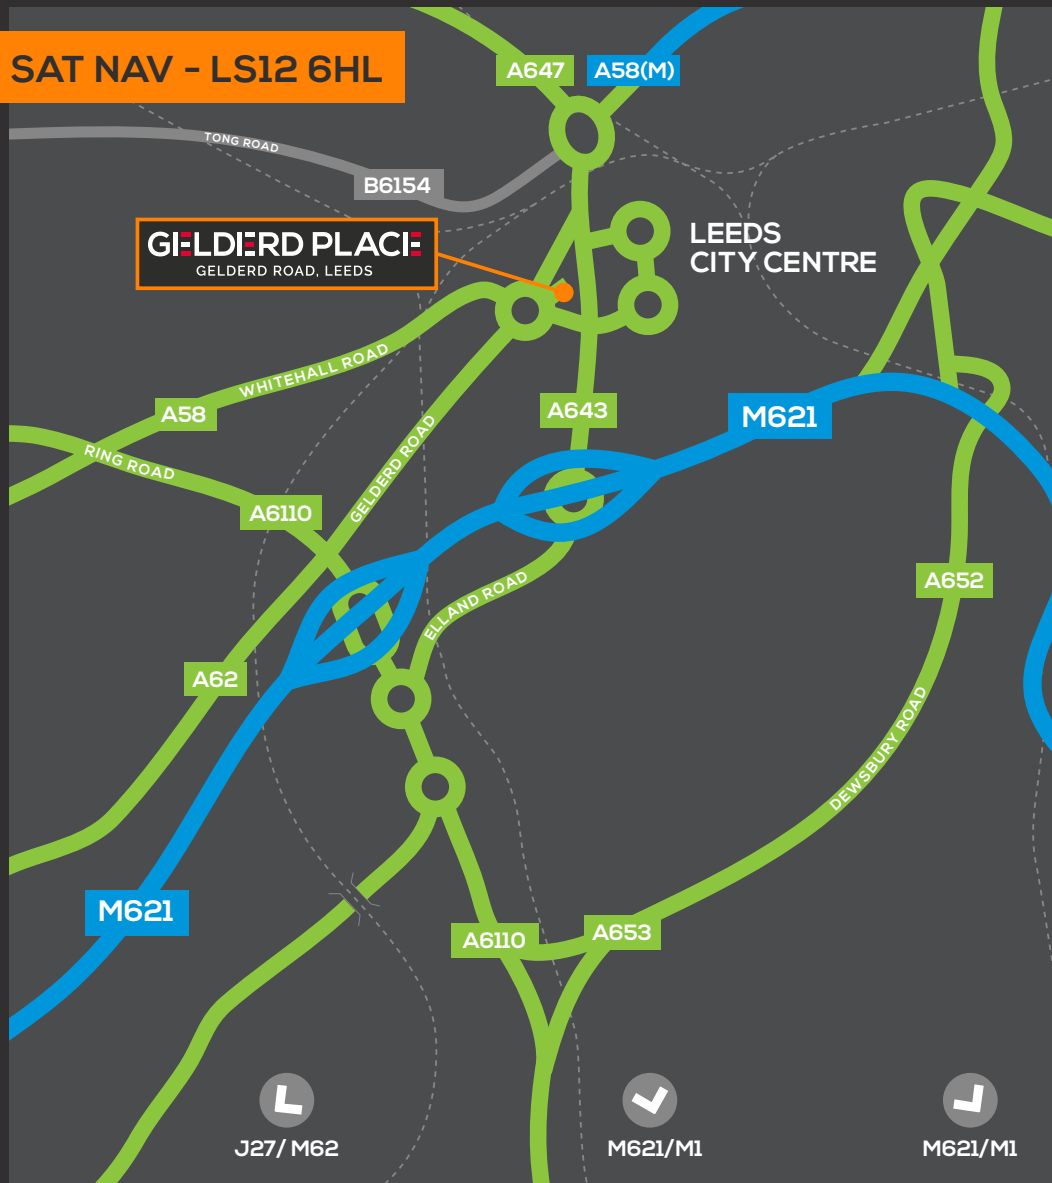 SAT NAV - LS12 6HL
A647
A58(M)
TONG ROAD
B6154
GELDERD PLACE
GELDERD ROAD, LEEDS
LEEDS
CITY CENTRE
WHITEHALL ROAD
A58
A643
M621
RING ROAD
GELDERD ROAD
A6110
ELLAND ROAD
A652
A62
DEWSBURY ROAD
M621
A6110
A653
J27/ M62
M621/M1
M621/M1